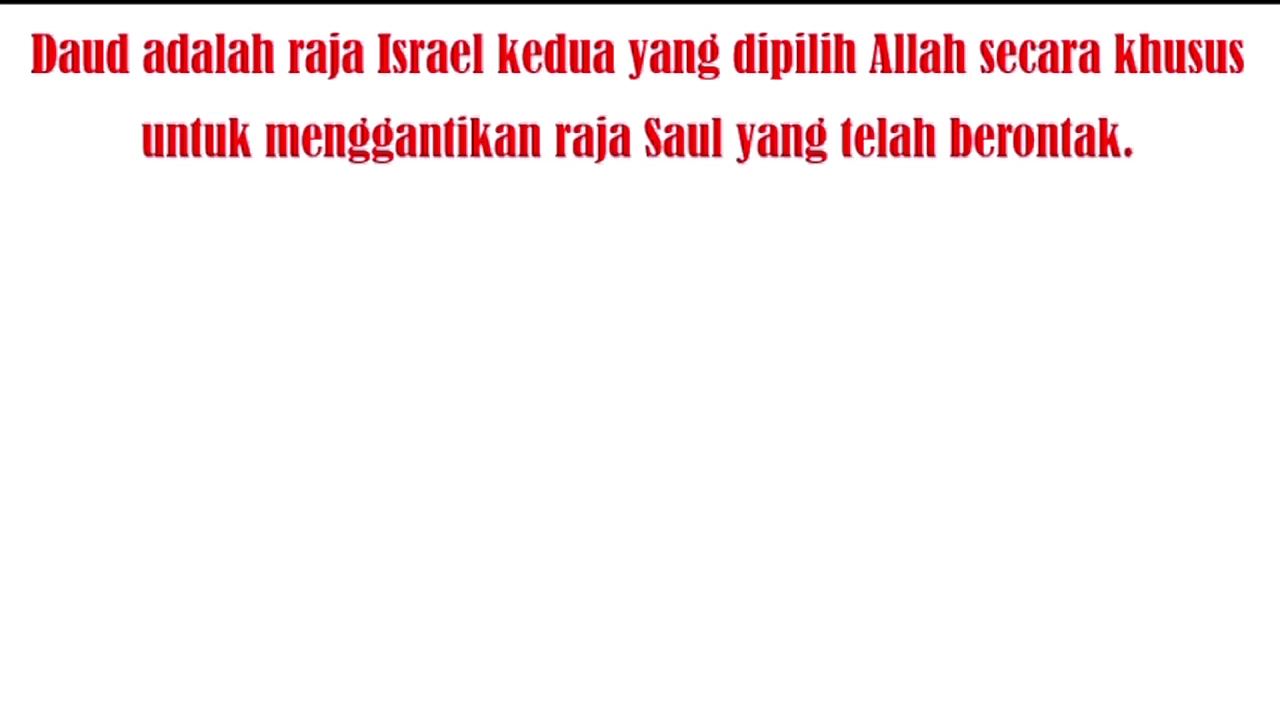 Daud adalah raja Israel kedua yang dipilih Allah secara khusus
untuk menggantikan raja Saul yang telah berontak.